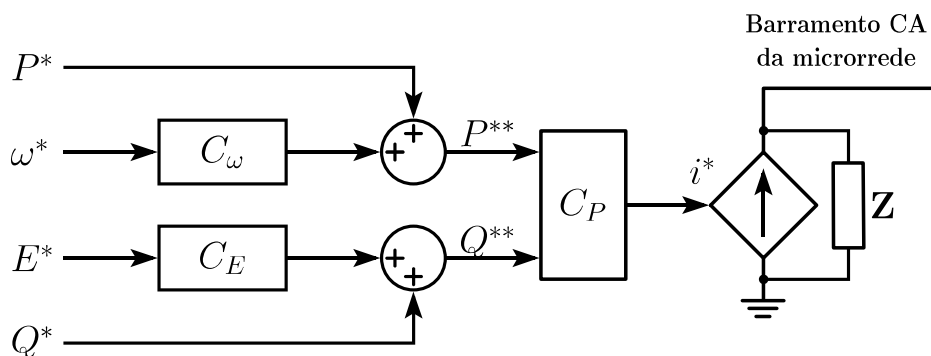 Barramento CA
da microrrede
P*
ω*
C_ω
P**
i*
C_P
Z
E*
C_E
Q**
Q*